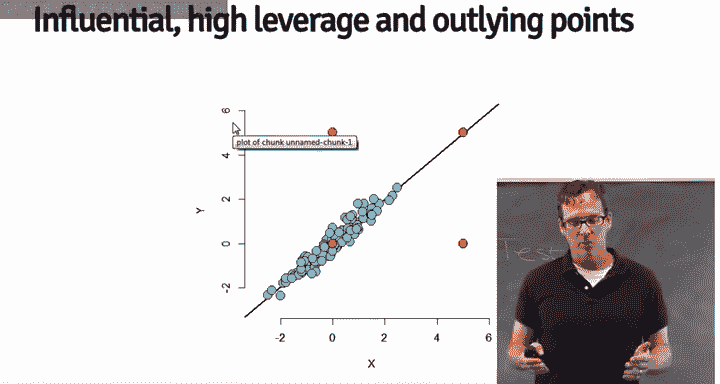 Influential, high leverage and outlying points
6
plot of chunk unnamed-chunk-1
4
2
Y
0
-2
-2 0 2 4 6
X
Test